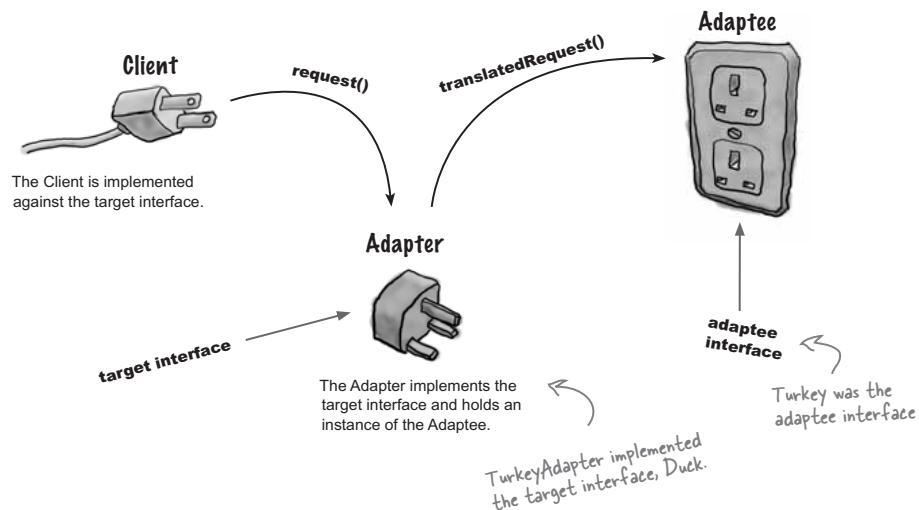 Client
request()
translatedRequest()
Adaptee
The Client is implemented
against the target interface.
Adapter
target interface
adaptee
interface
The Adapter implements the
target interface and holds an
instance of the Adaptee.
Turkey was the
adaptee interface
TurkeyAdapter implemented
the target interface, Duck.